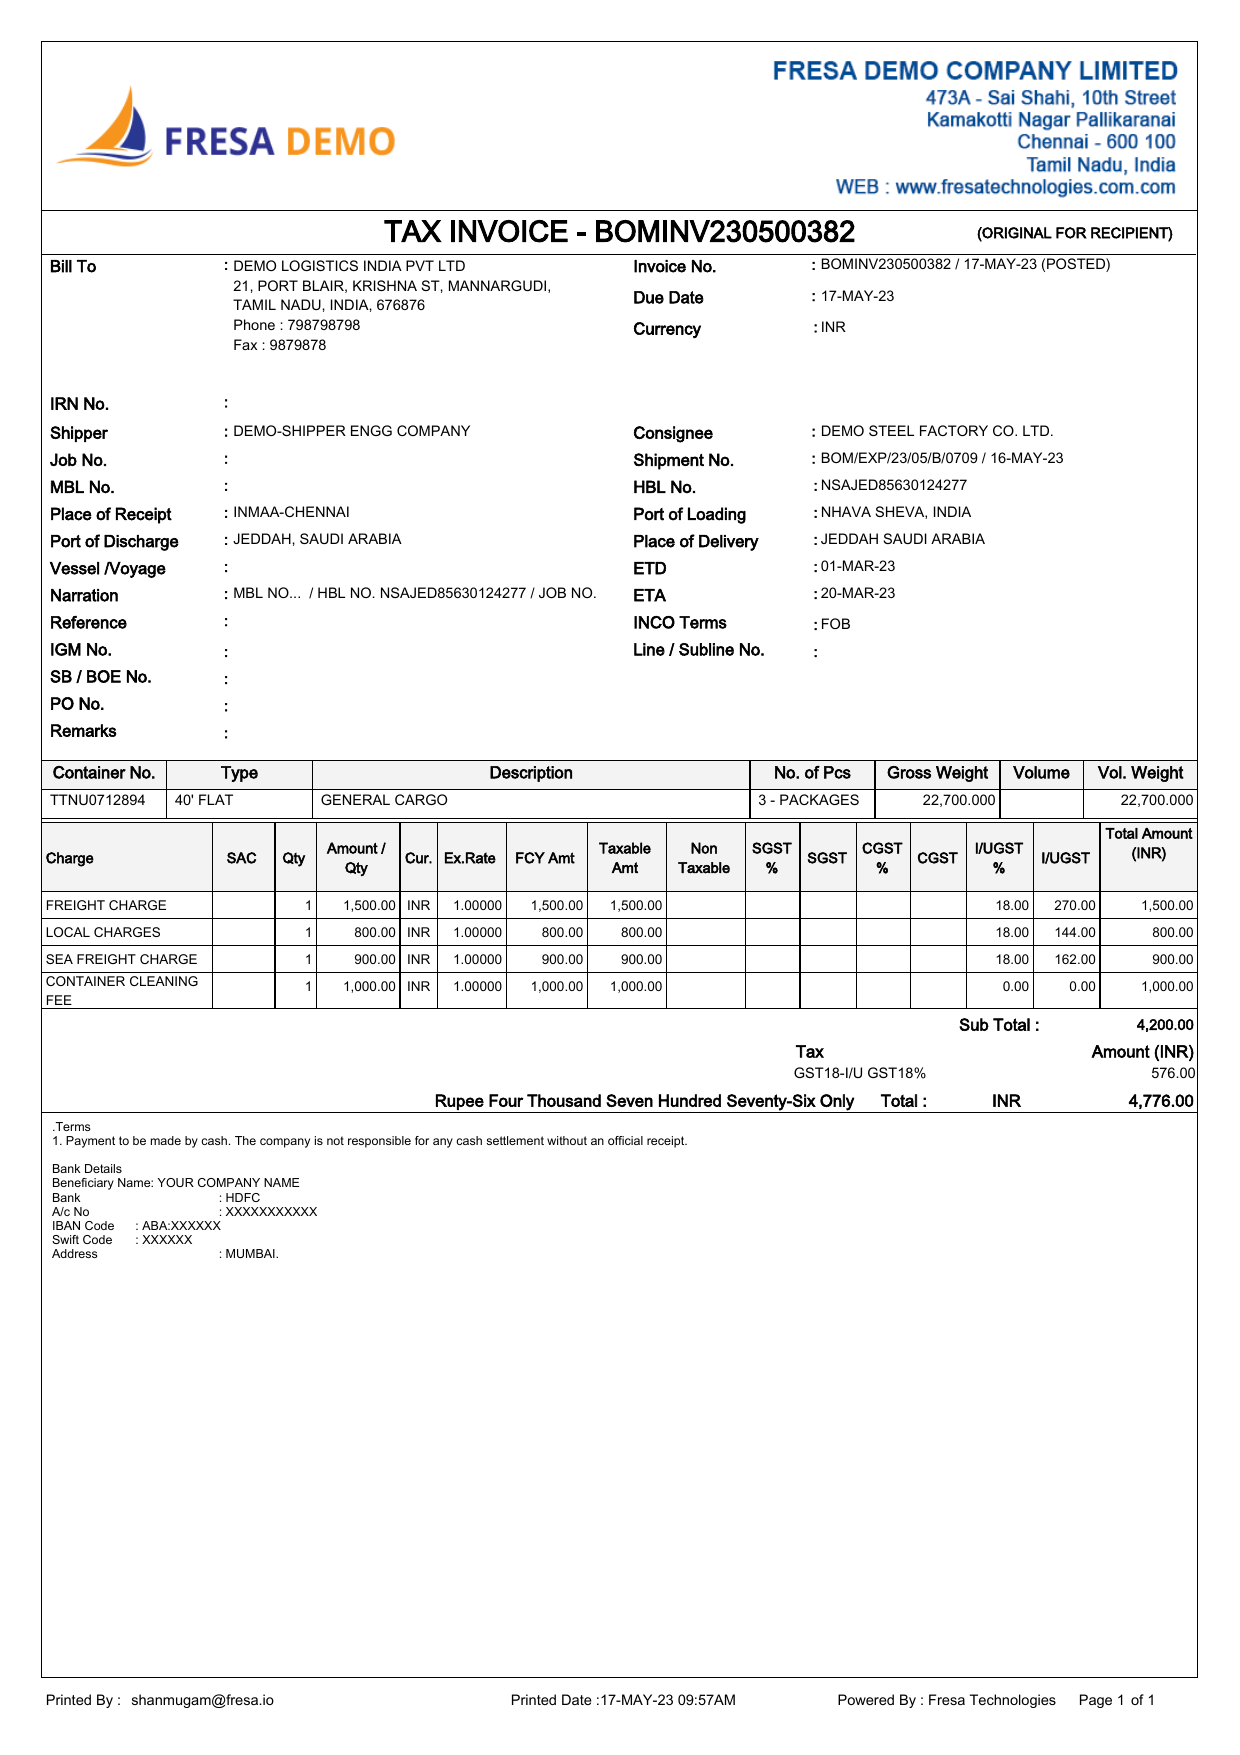 FRESA DEMO
FRESA DEMO COMPANY LIMITED
473A - Sai Shahi, 10th Street
Kamakotti Nagar Pallikaranai
Chennai - 600 100
Tamil Nadu, India
WEB : www.fresatechnologies.com.com
TAX INVOICE - BOMINV230500382 (ORIGINAL FOR RECIPIENT)
Bill To : DEMO LOGISTICS INDIA PVT LTD
21, PORT BLAIR, KRISHNA ST, MANNARGUDI,
TAMIL NADU, INDIA, 676876
Phone : 798798798
Fax : 9879878
Invoice No. : BOMINV230500382 / 17-MAY-23 (POSTED)
Due Date : 17-MAY-23
Currency : INR
IRN No. :
Shipper : DEMO-SHIPPER ENGG COMPANY Consignee : DEMO STEEL FACTORY CO. LTD.
Job No. : Shipment No. : BOM/EXP/23/05/B/0709 / 16-MAY-23
MBL No. : HBL No. : NSAJED85630124277
Place of Receipt : INMAA-CHENNAI Port of Loading : NHAVA SHEVA, INDIA
Port of Discharge : JEDDAH, SAUDI ARABIA Place of Delivery : JEDDAH SAUDI ARABIA
Vessel /Voyage : ETD : 01-MAR-23
Narration : MBL NO... / HBL NO. NSAJED85630124277 / JOB NO. ETA : 20-MAR-23
Reference : INCO Terms : FOB
IGM No. : Line / Subline No. :
SB / BOE No. :
PO No. :
Remarks :
Container No. Type Description No. of Pcs Gross Weight Volume Vol. Weight
TTNU0712894 40' FLAT GENERAL CARGO 3 - PACKAGES 22,700.000 22,700.000
Charge SAC Qty Amount / Qty Cur. Ex.Rate FCY Amt Taxable Amt Non Taxable SGST % SGST CGST % CGST I/UGST % I/UGST Total Amount (INR)
FREIGHT CHARGE 1 1,500.00 INR 1.00000 1,500.00 1,500.00 18.00 270.00 1,500.00
LOCAL CHARGES 1 800.00 INR 1.00000 800.00 800.00 18.00 144.00 800.00
SEA FREIGHT CHARGE 1 900.00 INR 1.00000 900.00 900.00 18.00 162.00 900.00
CONTAINER CLEANING FEE 1 1,000.00 INR 1.00000 1,000.00 1,000.00 0.00 0.00 1,000.00
Sub Total : 4,200.00
Tax Amount (INR)
GST18-I/U GST18% 576.00
Rupee Four Thousand Seven Hundred Seventy-Six Only Total : INR 4,776.00
.Terms
1. Payment to be made by cash. The company is not responsible for any cash settlement without an official receipt.
Bank Details
Beneficiary Name: YOUR COMPANY NAME
Bank : HDFC
A/c No : XXXXXXXXXXX
IBAN Code : ABA:XXXXXX
Swift Code : XXXXXX
Address : MUMBAI.
Printed By : shanmugam@fresa.io Printed Date :17-MAY-23 09:57AM Powered By : Fresa Technologies Page 1 of 1